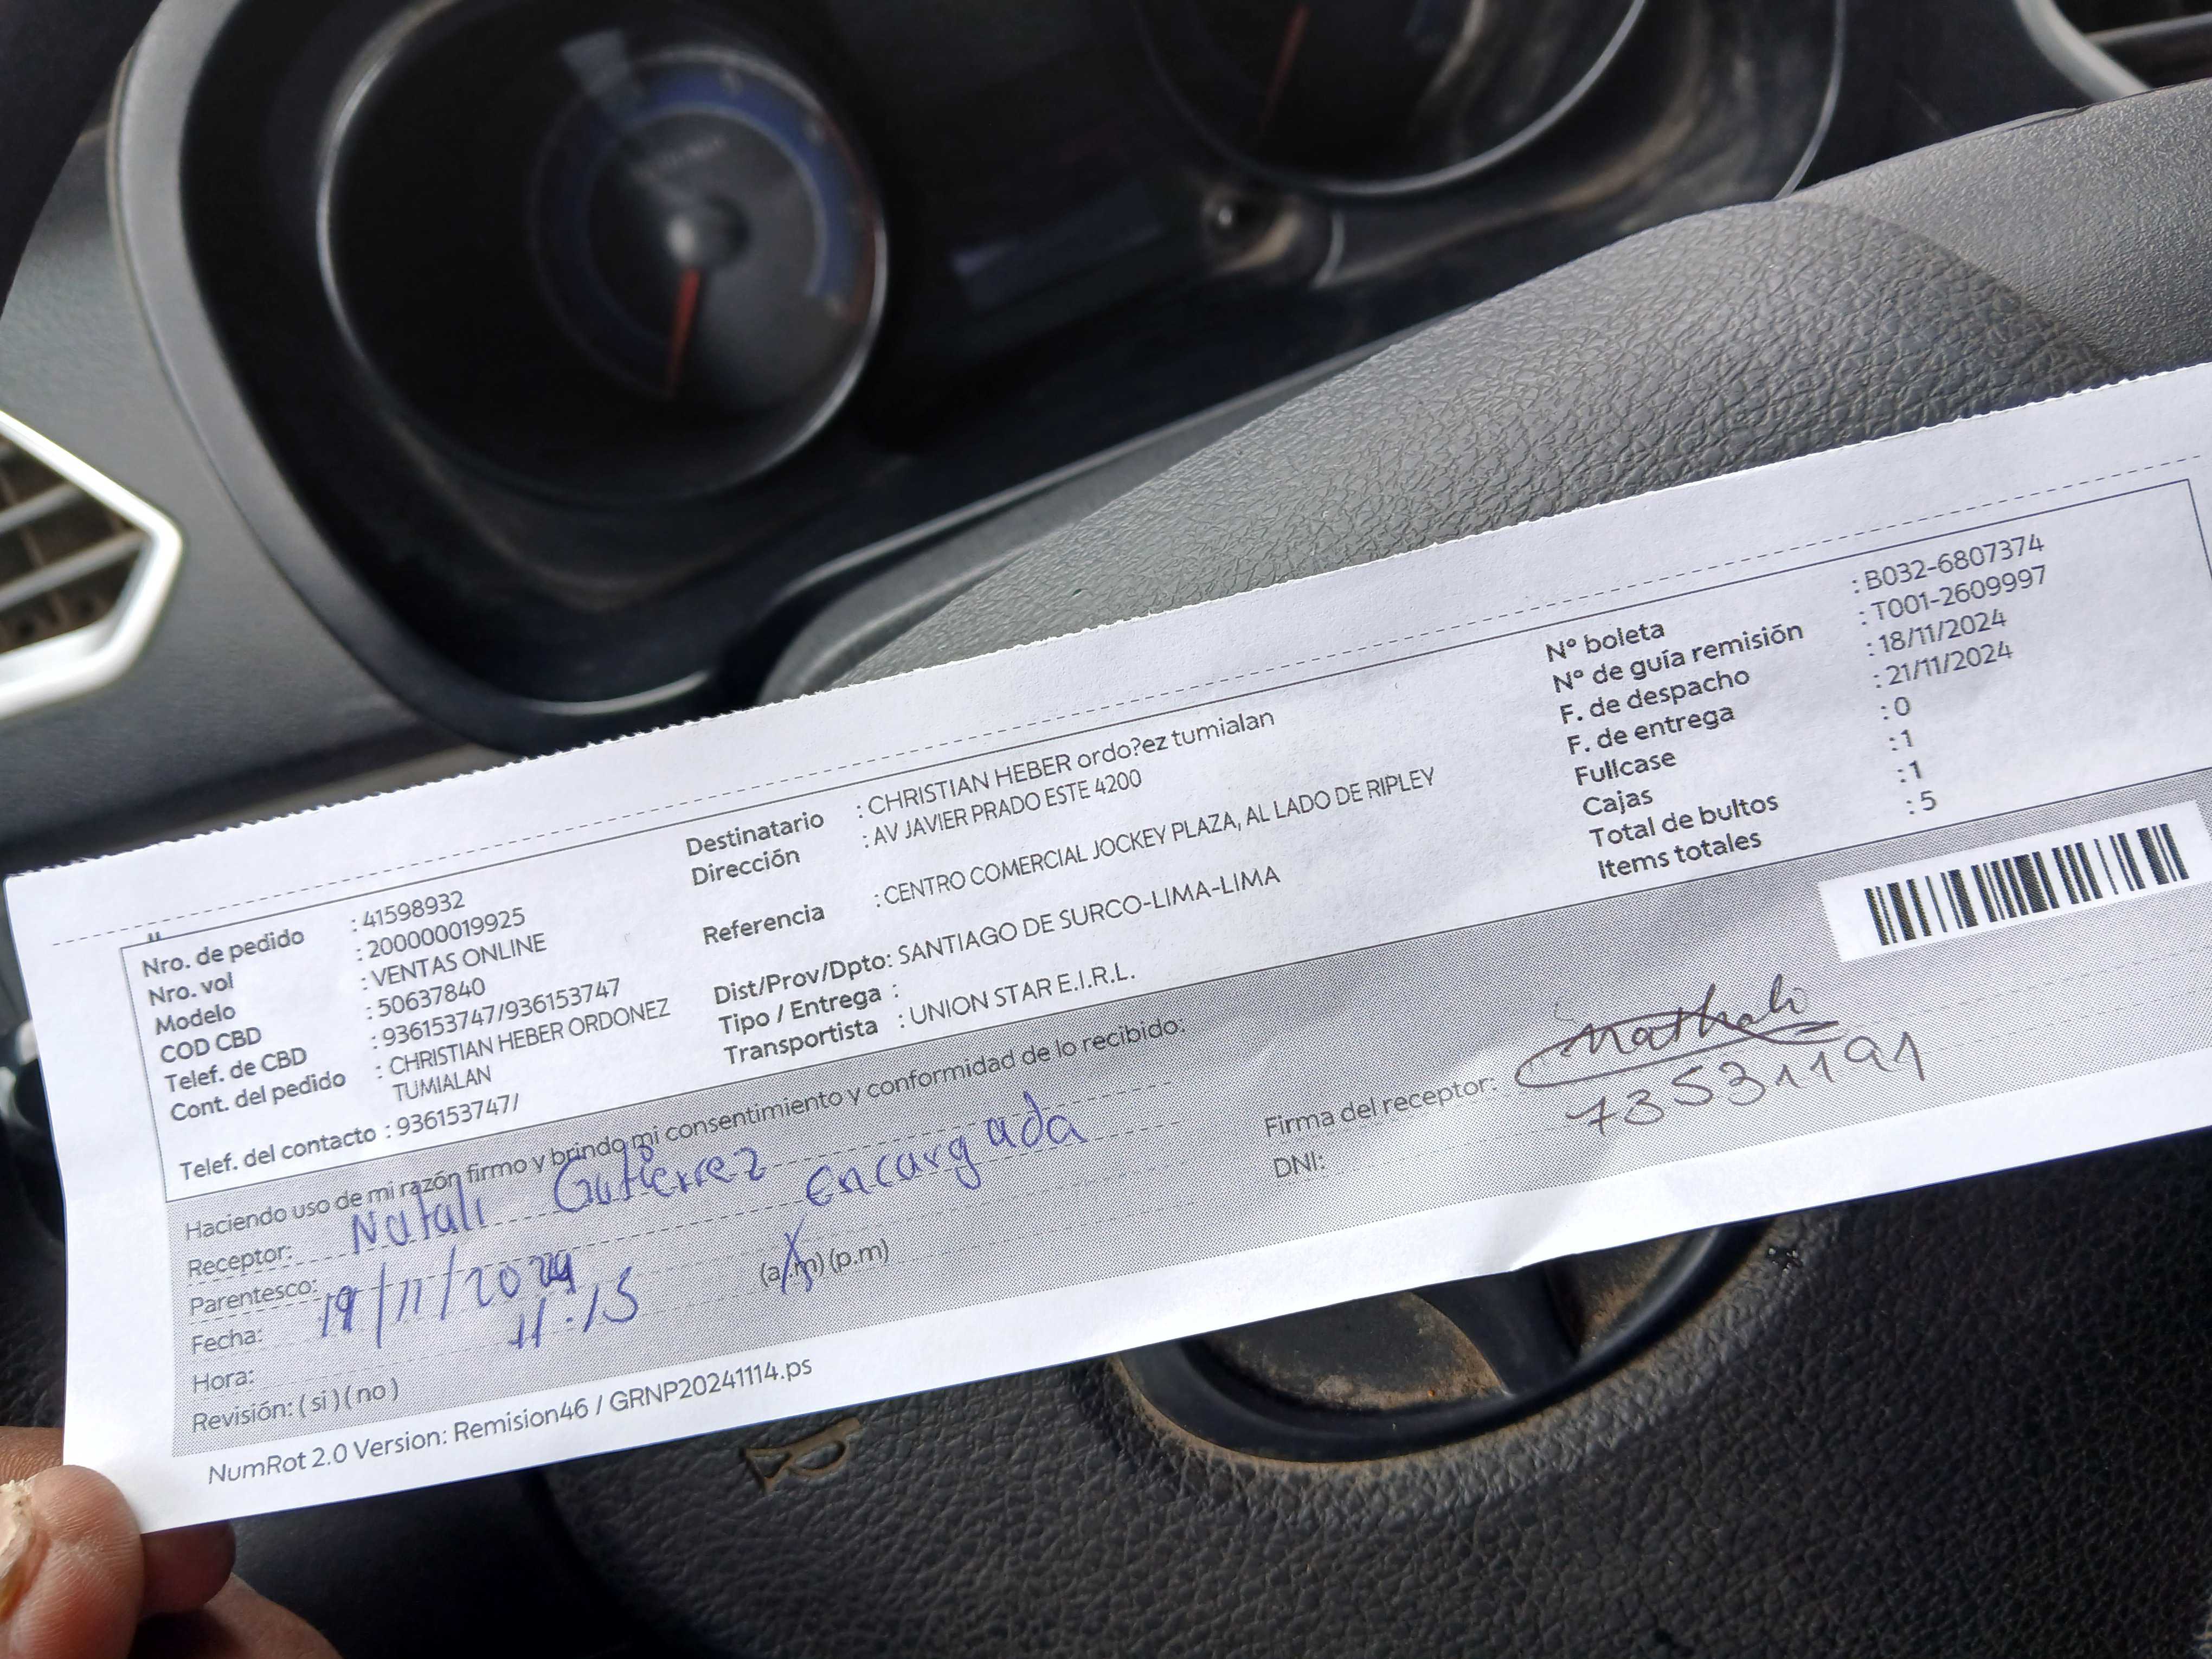 Nro. de pedido : 41598932
Nro. vol : 200000019925
Modelo : VENTAS ONLINE
COD CBD : 50637840
Telef. de CBD : 936153747/936153747
Cont. del pedido : CHRISTIAN HEBER ORDONEZ
TUMIALAN
Telef. del contacto : 936153747/
Destinatario : CHRISTIAN HEBER ordo?ez tumialan
Dirección : AV JAVIER PRADO ESTE 4200
Referencia : CENTRO COMERCIAL JOCKEY PLAZA, AL LADO DE RIPLEY
Dist/Prov/Dpto: SANTIAGO DE SURCO-LIMA-LIMA
Tipo / Entrega :
Transportista : UNION STAR E.I.R.L.
N° boleta : B032-6807374
N° de guía remisión : T001-2609997
F. de despacho : 18/11/2024
F. de entrega : 21/11/2024
Fullcase : 0
Cajas : 1
Total de bultos : 1
Items totales : 5
Haciendo uso de mi razón firmo y brindo mi consentimiento y conformidad de lo recibido:
Receptor: Natali Gutierrez
Parentesco: encargada
Fecha: 19/11/2024
Hora: 11:15 (a.m) (p.m)
Revisión: ( si ) ( no )
Firma del receptor: Nathali
DNI: 73531191
NumRot 2.0 Version: Remision46 / GRNP20241114.ps